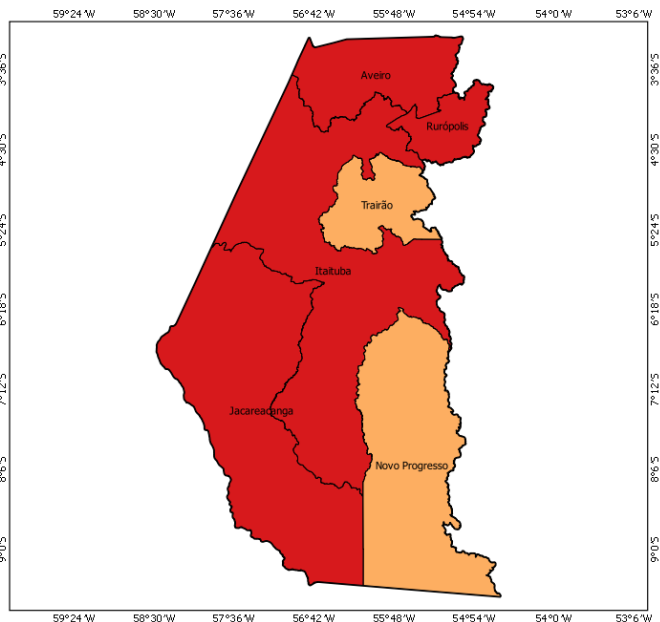 59°24'W 58°30'W 57°36'W 56°42'W 55°48'W 54°54'W 54°0'W 53°6'W
3°36'S 3°36'S
Aveiro
Rurópolis
4°30'S 4°30'S
Trairão
5°24'S 5°24'S
Itaituba
6°18'S 6°18'S
7°12'S 7°12'S
Jacareacanga
Novo Progresso
8°6'S 8°6'S
9°0'S 9°0'S
59°24'W 58°30'W 57°36'W 56°42'W 55°48'W 54°54'W 54°0'W 53°6'W